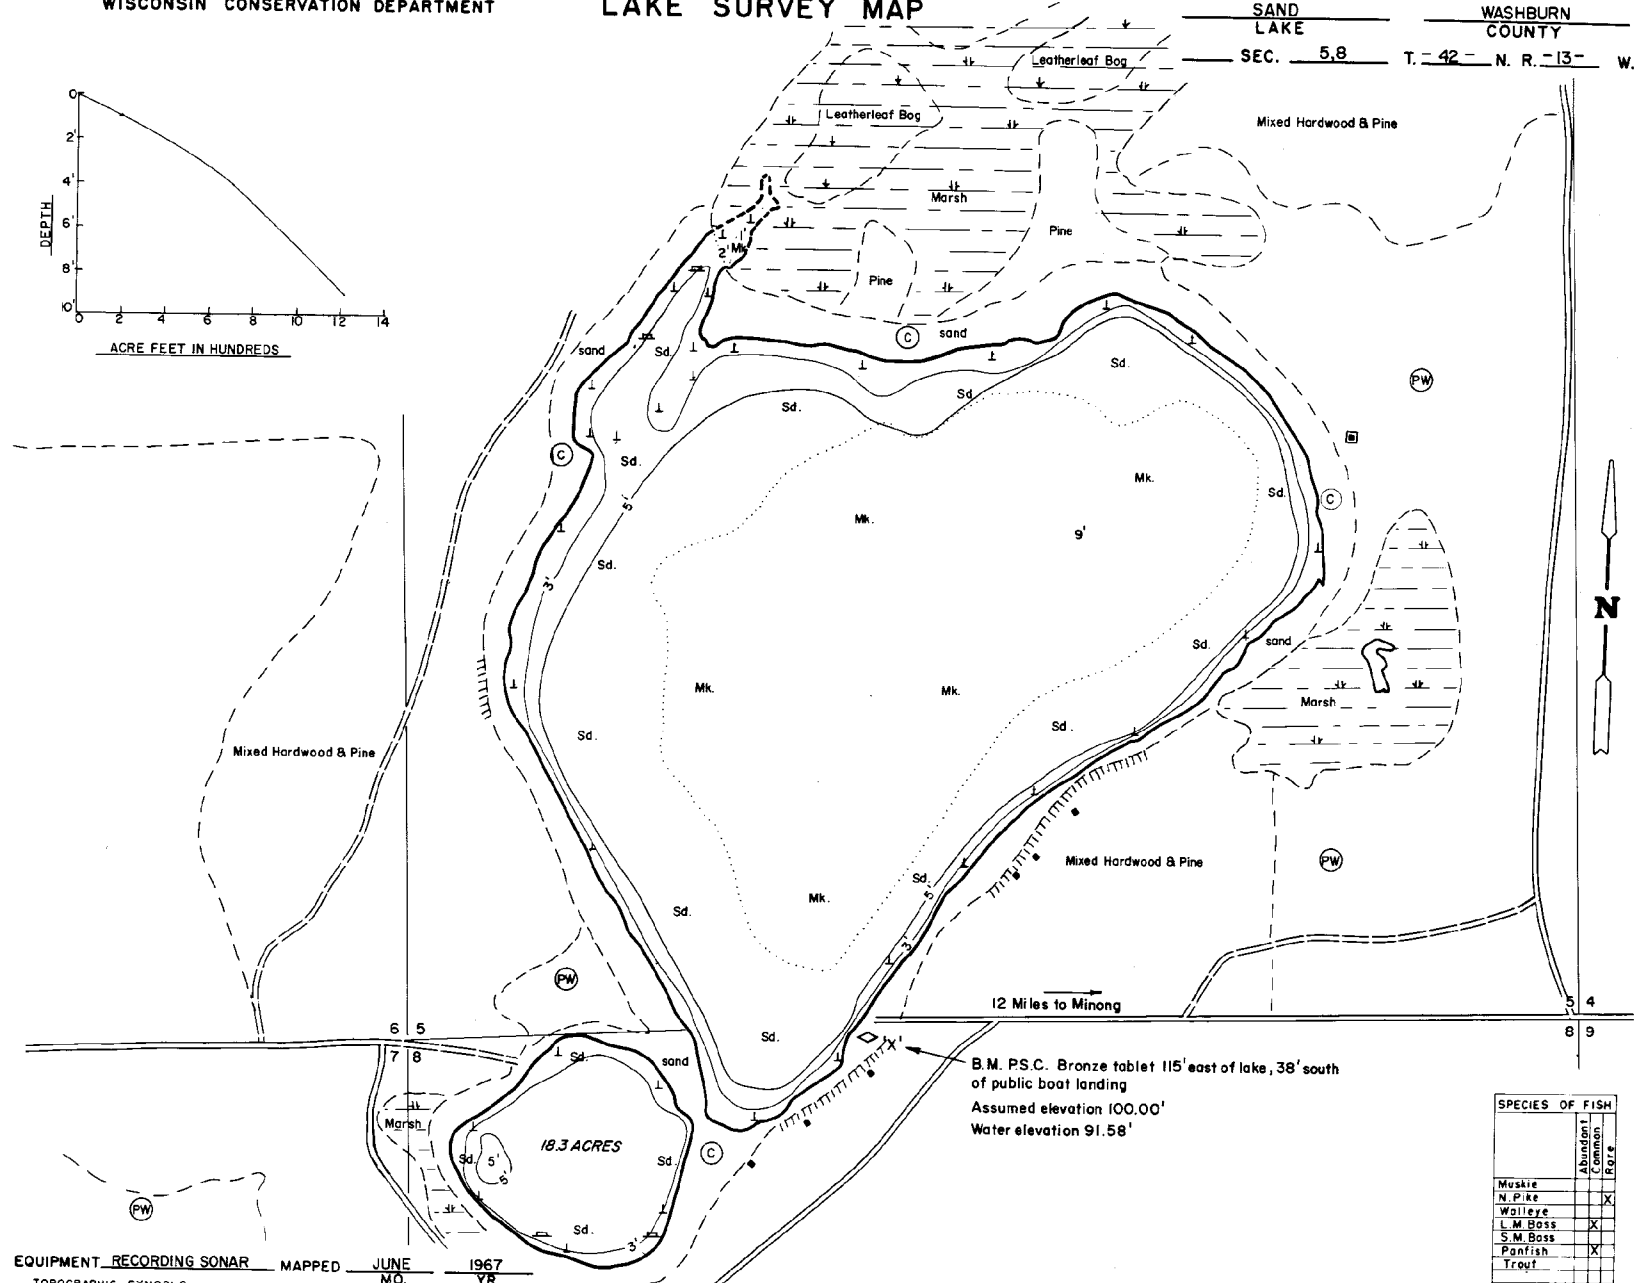 WISCONSIN CONSERVATION DEPARTMENT
LAKE SURVEY MAP
SAND
LAKE
WASHBURN
COUNTY
SEC. 5,8 T. 42 N. R. 13 W.
Leatherleaf Bog
Leatherleaf Bog
Mixed Hardwood & Pine
Marsh
Pine
Pine
DEPTH
0
2'
4'
6'
8'
10'
0 2 4 6 8 10 12 14
ACRE FEET IN HUNDREDS
2'
Mk.
sand
C
sand
Sd.
Sd.
Sd.
Sd.
PW
C
Sd.
5'
Mk.
Sd.
C
Mk.
9'
Sd.
3'
N
Sd.
sand
Mk.
Mk.
Marsh
Sd.
Sd.
Mixed Hardwood & Pine
Mixed Hardwood & Pine
PW
Sd.
5'
Mk.
Sd.
3'
PW
12 Miles to Minong
5 4
8 9
6 5
7 8
Sd.
'X'
Sd.
sand
B.M. P.S.C. Bronze tablet 115' east of lake, 38' south
of public boat landing
Assumed elevation 100.00'
Water elevation 91.58'
Marsh
18.3 ACRES
C
Sd.
5'
5'
Sd.
PW
Sd.
3'
SPECIES OF FISH
Abundant
Common
Rare
Muskie
N. Pike X
Walleye
L.M. Bass X
S.M. Bass
Panfish X
Trout
EQUIPMENT RECORDING SONAR MAPPED JUNE 1967
MO. YR.
TOPOGRAPHIC SYMBOLS